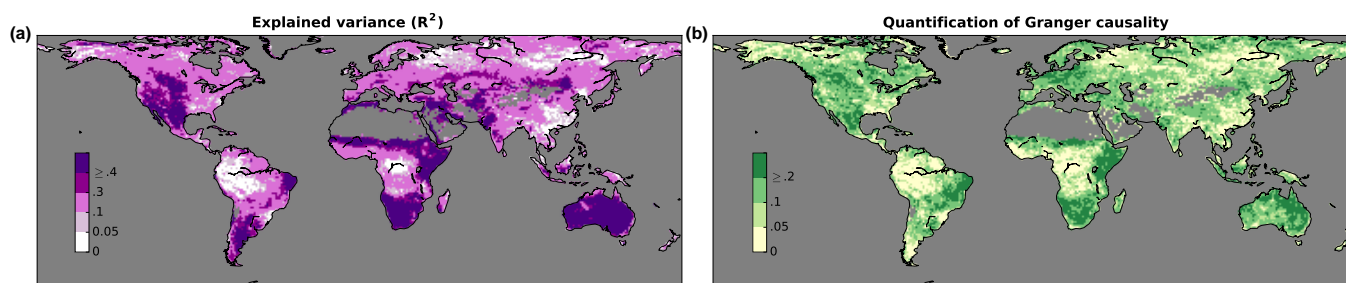 Explained variance (R²)
(a)
≥.4
.3
.1
0.05
0
Quantification of Granger causality
(b)
≥.2
.1
.05
0